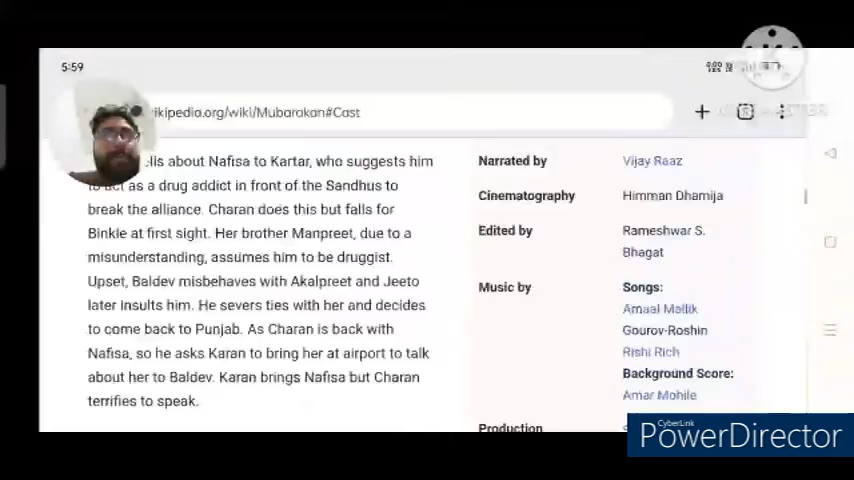 5:59
wikipedia.org/wiki/Mubarakan#Cast
tells about Nafisa to Kartar, who suggests him
to act as a drug addict in front of the Sandhus to
break the alliance. Charan does this but falls for
Binkle at first sight. Her brother Manpreet, due to a
misunderstanding, assumes him to be druggist.
Upset, Baldev misbehaves with Akalpreet and Jeeto
later insults him. He severs ties with her and decides
to come back to Punjab. As Charan is back with
Nafisa, so he asks Karan to bring her at airport to talk
about her to Baldev. Karan brings Nafisa but Charan
terrifies to speak.
Narrated by Vijay Raaz
Cinematography Himman Dhamija
Edited by Rameshwar S.
Bhagat
Music by Songs:
Amaal Mallik
Gourov-Roshin
Rishi Rich
Background Score:
Amar Mohile
Production
CyberLink
PowerDirector